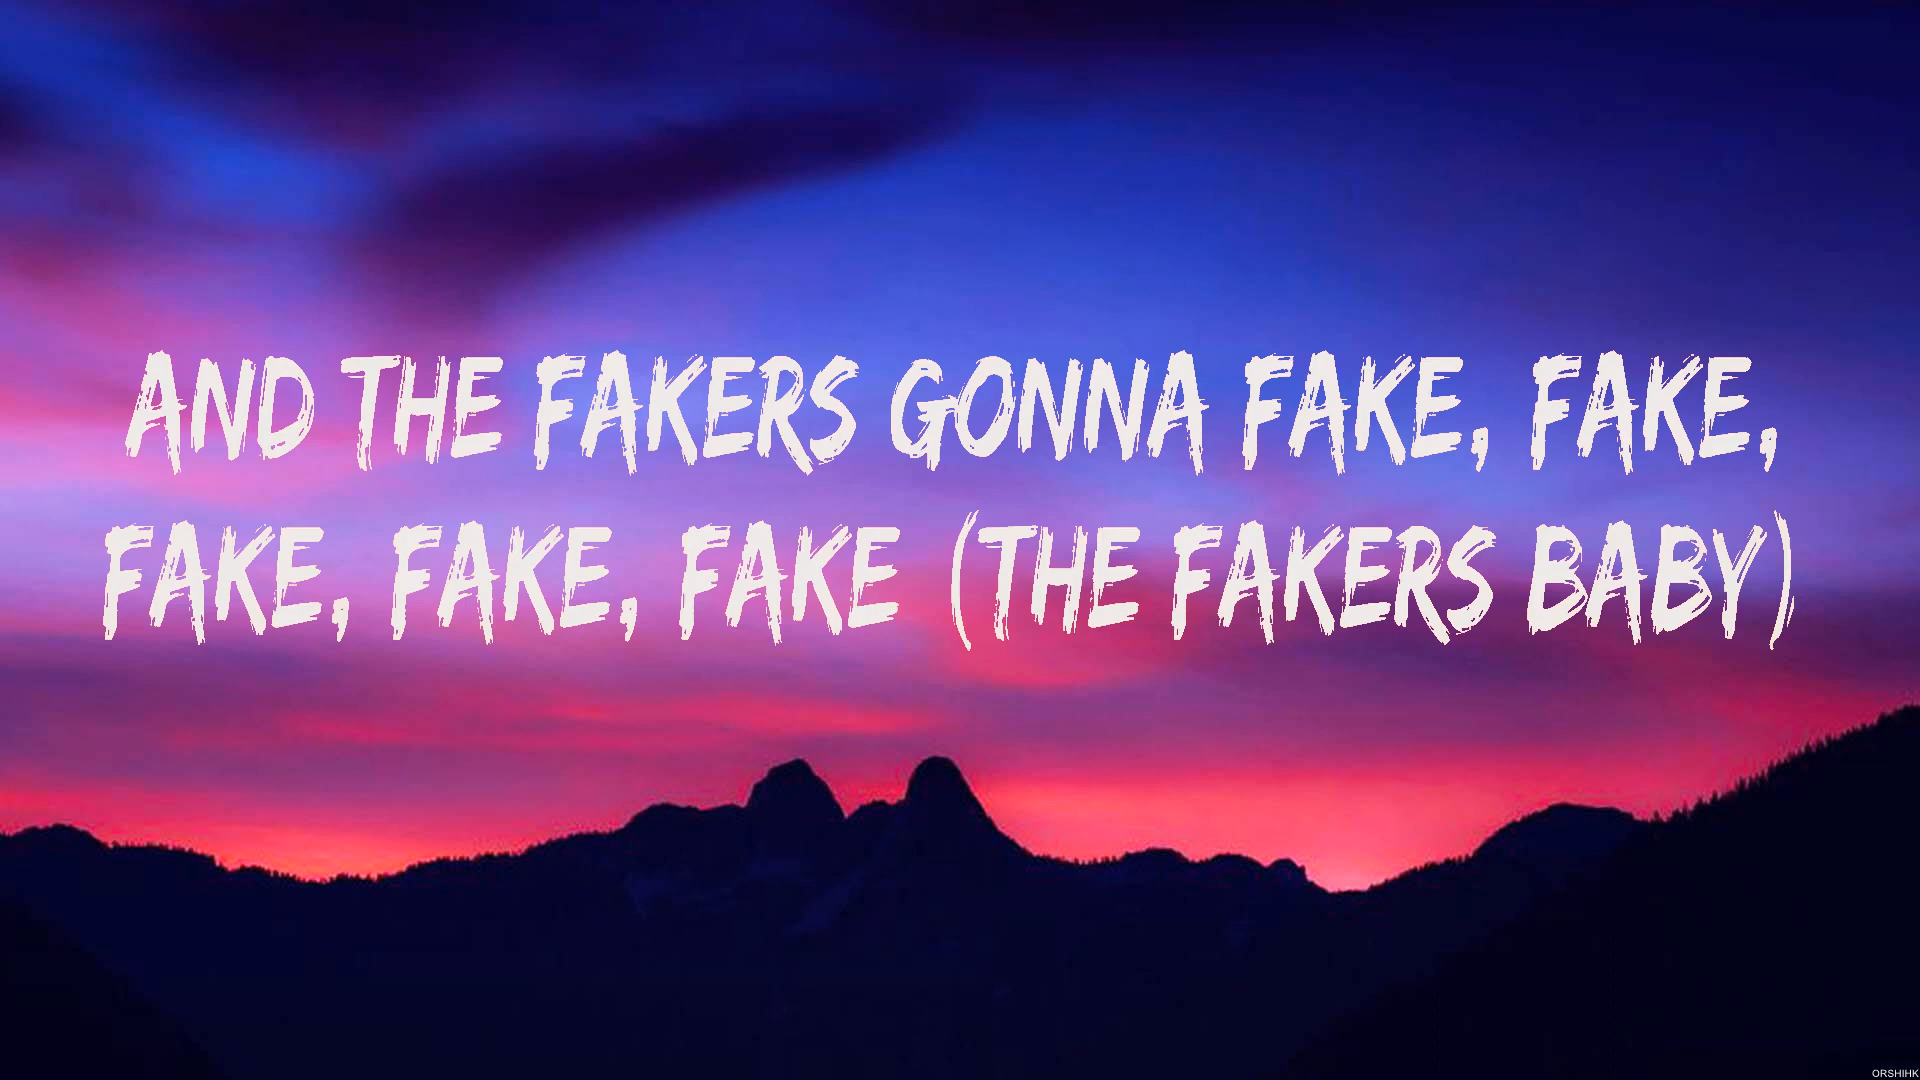 AND THE FAKERS GONNA FAKE, FAKE,
FAKE, FAKE, FAKE (THE FAKERS BABY)
ORSHIHK